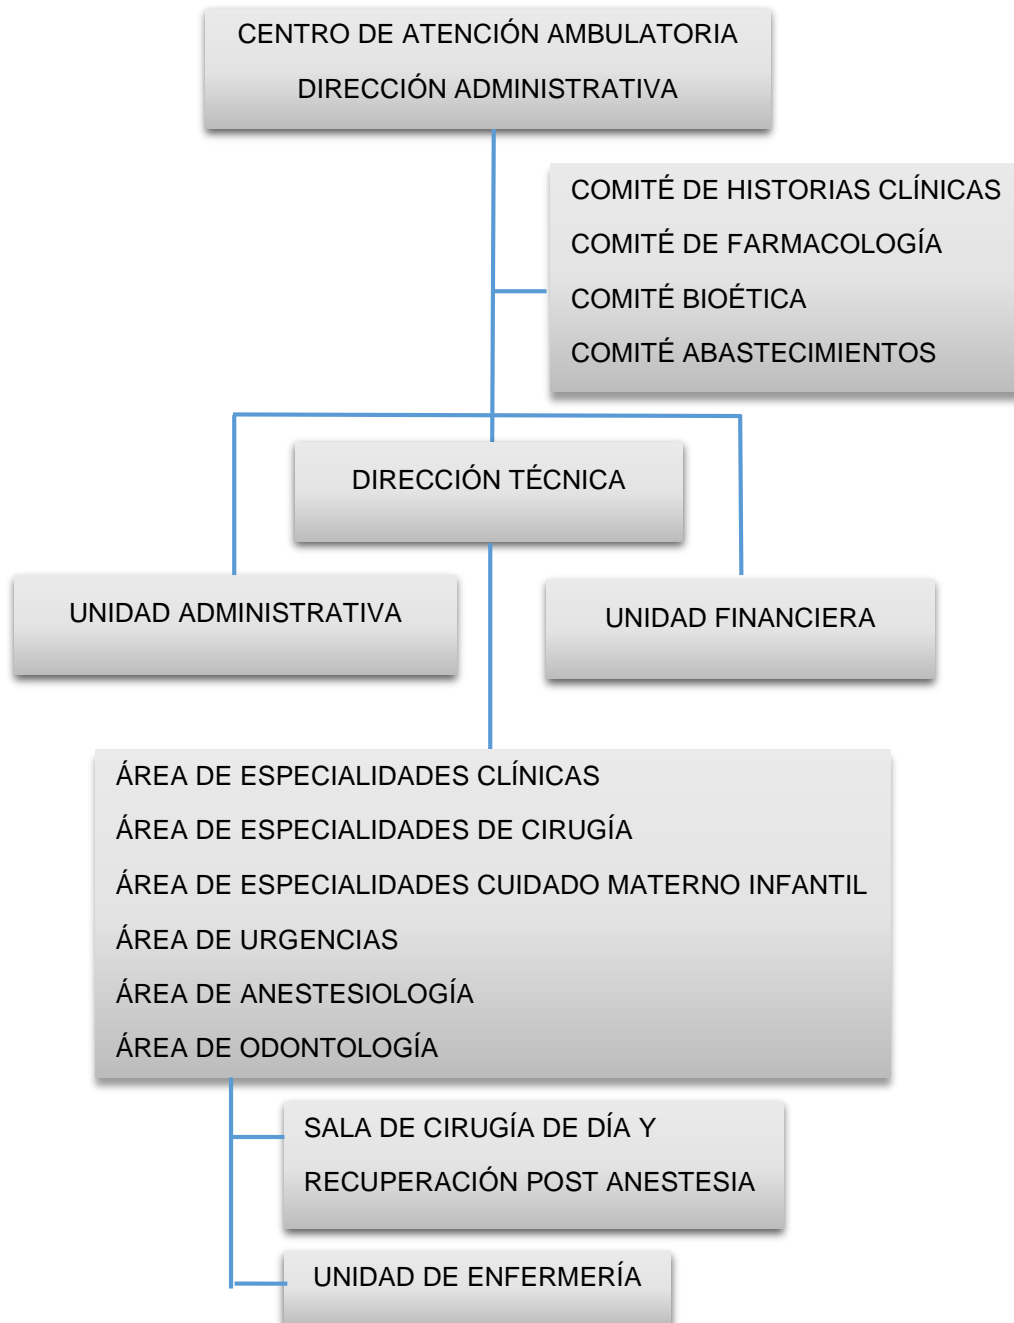 CENTRO DE ATENCIÓN AMBULATORIA
DIRECCIÓN ADMINISTRATIVA
COMITÉ DE HISTORIAS CLÍNICAS
COMITÉ DE FARMACOLOGÍA
COMITÉ BIOÉTICA
COMITÉ ABASTECIMIENTOS
DIRECCIÓN TÉCNICA
UNIDAD ADMINISTRATIVA
UNIDAD FINANCIERA
ÁREA DE ESPECIALIDADES CLÍNICAS
ÁREA DE ESPECIALIDADES DE CIRUGÍA
ÁREA DE ESPECIALIDADES CUIDADO MATERNO INFANTIL
ÁREA DE URGENCIAS
ÁREA DE ANESTESIOLOGÍA
ÁREA DE ODONTOLOGÍA
SALA DE CIRUGÍA DE DÍA Y
RECUPERACIÓN POST ANESTESIA
UNIDAD DE ENFERMERÍA